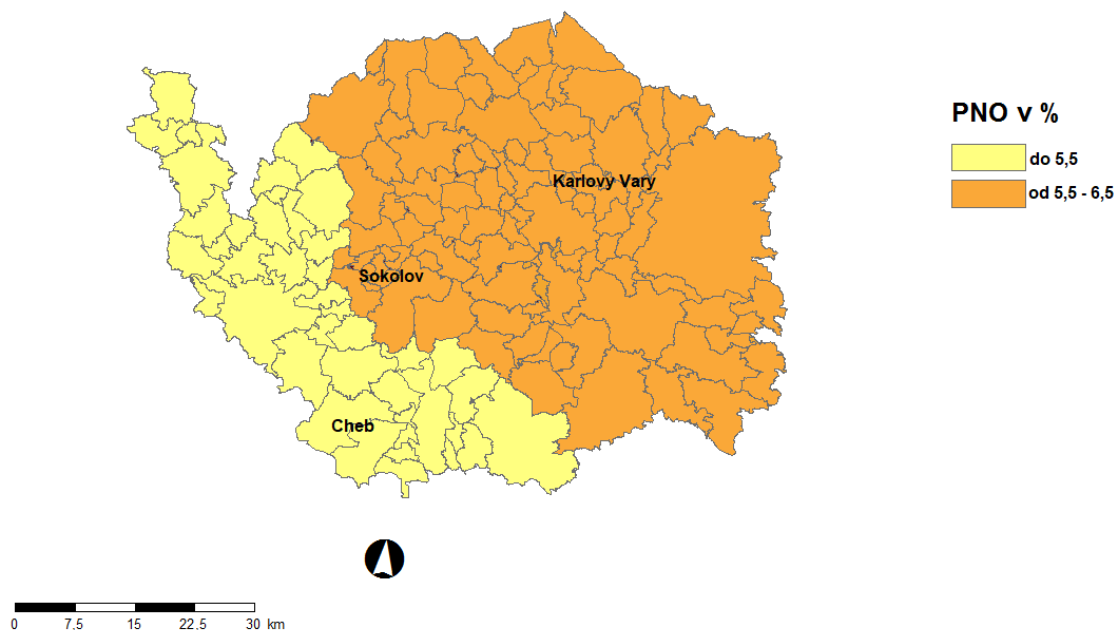 PNO v %
do 5,5
od 5,5 - 6,5
Karlovy Vary
Sokolov
Cheb
0 7.5 15 22.5 30 km